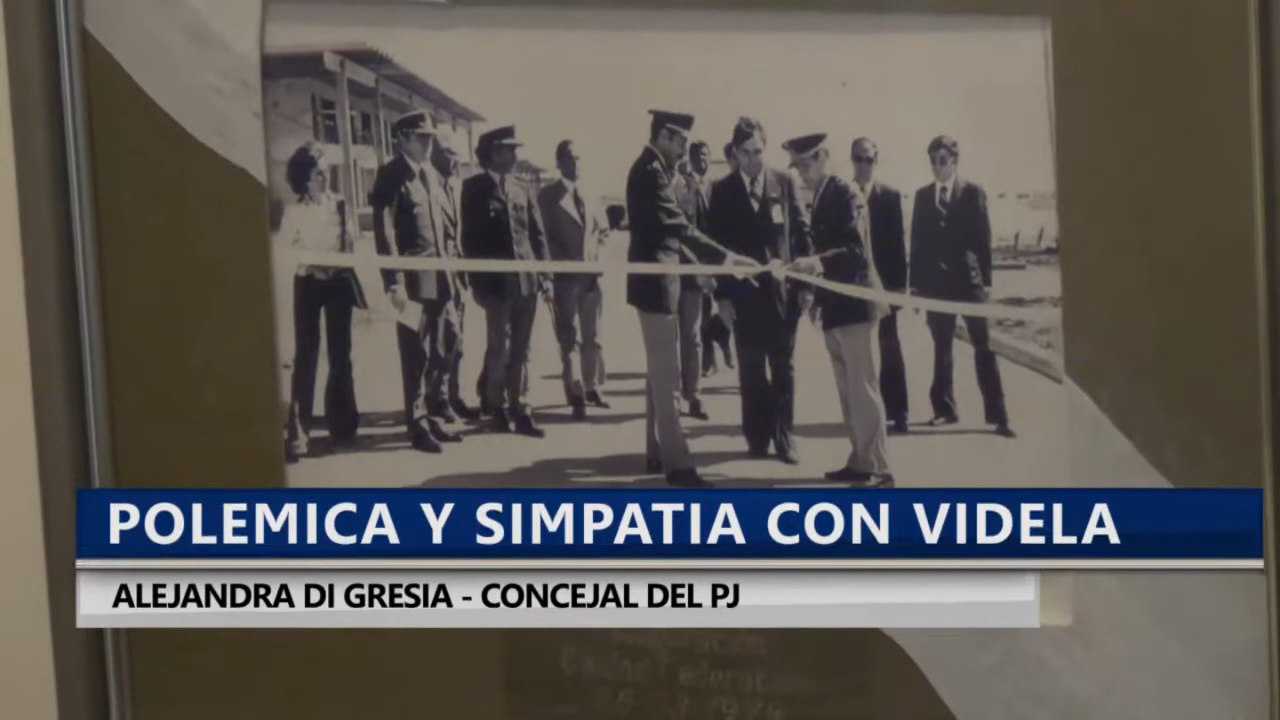 POLEMICA Y SIMPATIA CON VIDELA
ALEJANDRA DI GRESIA - CONCEJAL DEL PJ